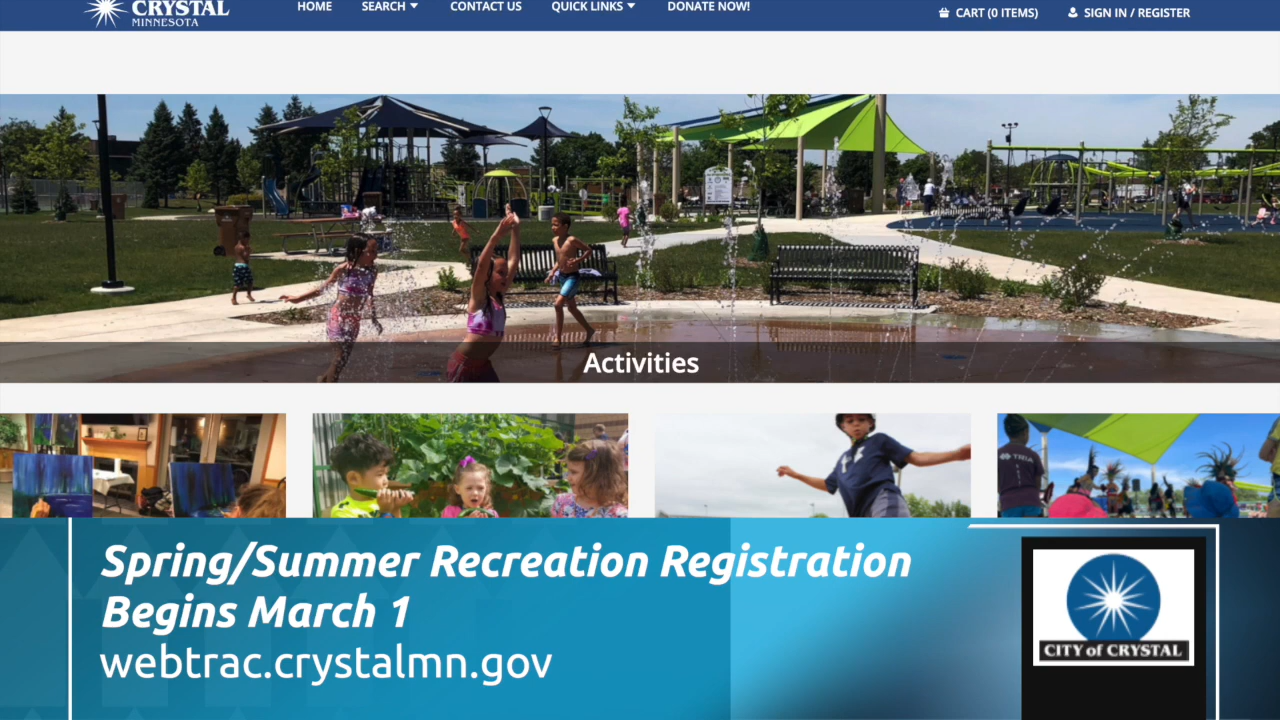 CRYSTAL
MINNESOTA
HOME SEARCH CONTACT US QUICK LINKS DONATE NOW!
CART (0 ITEMS) SIGN IN / REGISTER
Activities
Spring/Summer Recreation Registration
Begins March 1
webtrac.crystalmn.gov
CITY of CRYSTAL